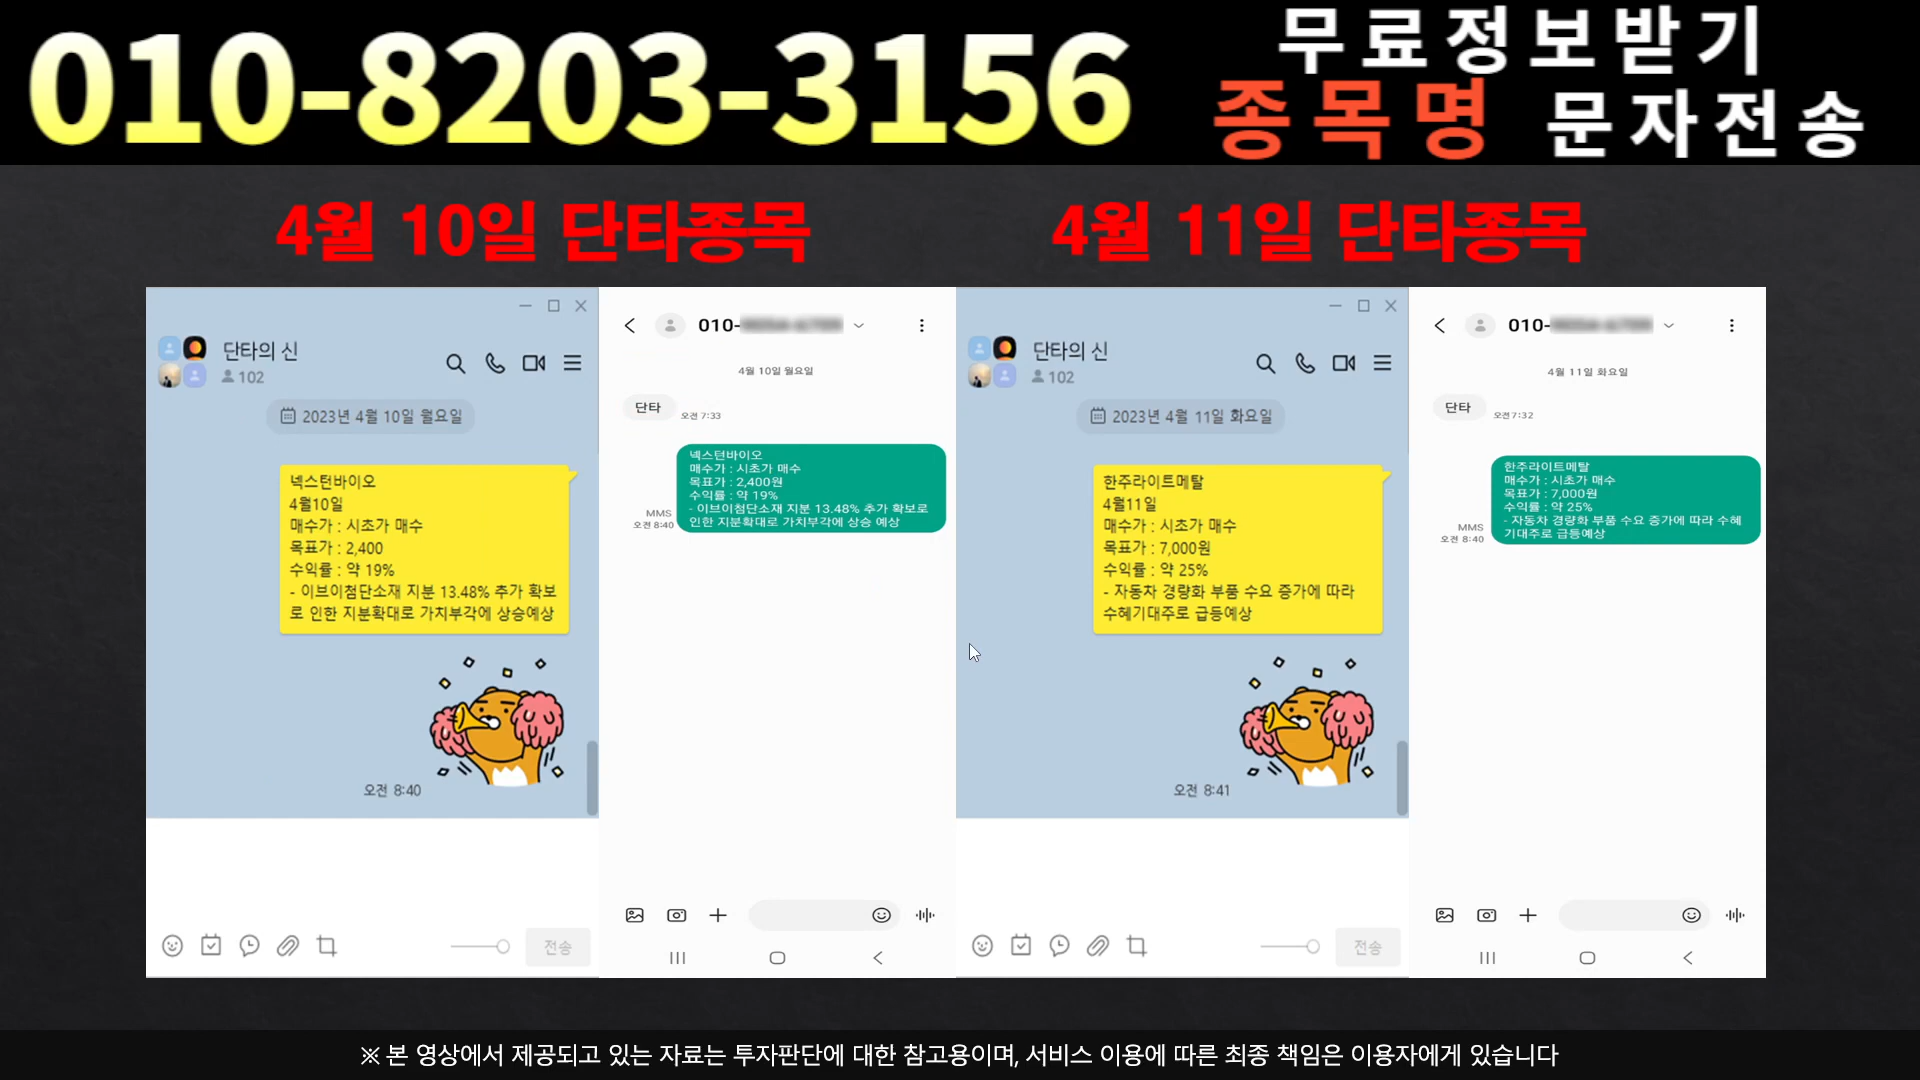 010-8203-3156
무료정보받기
종목명 문자전송
4월 10일 단타종목
4월 11일 단타종목
단타의 신
102
2023년 4월 10일 월요일
넥스턴바이오
4월10일
매수가 : 시초가 매수
목표가 : 2,400
수익률 : 약 19%
- 이브이첨단소재 지분 13.48% 추가 확보
로 인한 지분확대로 가치부각에 상승예상
오전 8:40
전송
010-
4월 10일 월요일
단타
오전 7:33
넥스턴바이오
매수가 : 시초가 매수
목표가 : 2,400원
수익률 : 약 19%
- 이브이첨단소재 지분 13.48% 추가 확보로
인한 지분확대로 가치부각에 상승 예상
MMS
오전 8:40
단타의 신
102
2023년 4월 11일 화요일
한주라이트메탈
4월11일
매수가 : 시초가 매수
목표가 : 7,000원
수익률 : 약 25%
- 자동차 경량화 부품 수요 증가에 따라
수혜기대주로 급등예상
오전 8:41
전송
010-
4월 11일 화요일
단타
오전 7:32
한주라이트메탈
매수가 : 시초가 매수
목표가 : 7,000원
수익률 : 약 25%
- 자동차 경량화 부품 수요 증가에 따라 수혜
기대주로 급등예상
MMS
오전 8:40
※ 본 영상에서 제공되고 있는 자료는 투자판단에 대한 참고용이며, 서비스 이용에 따른 최종 책임은 이용자에게 있습니다